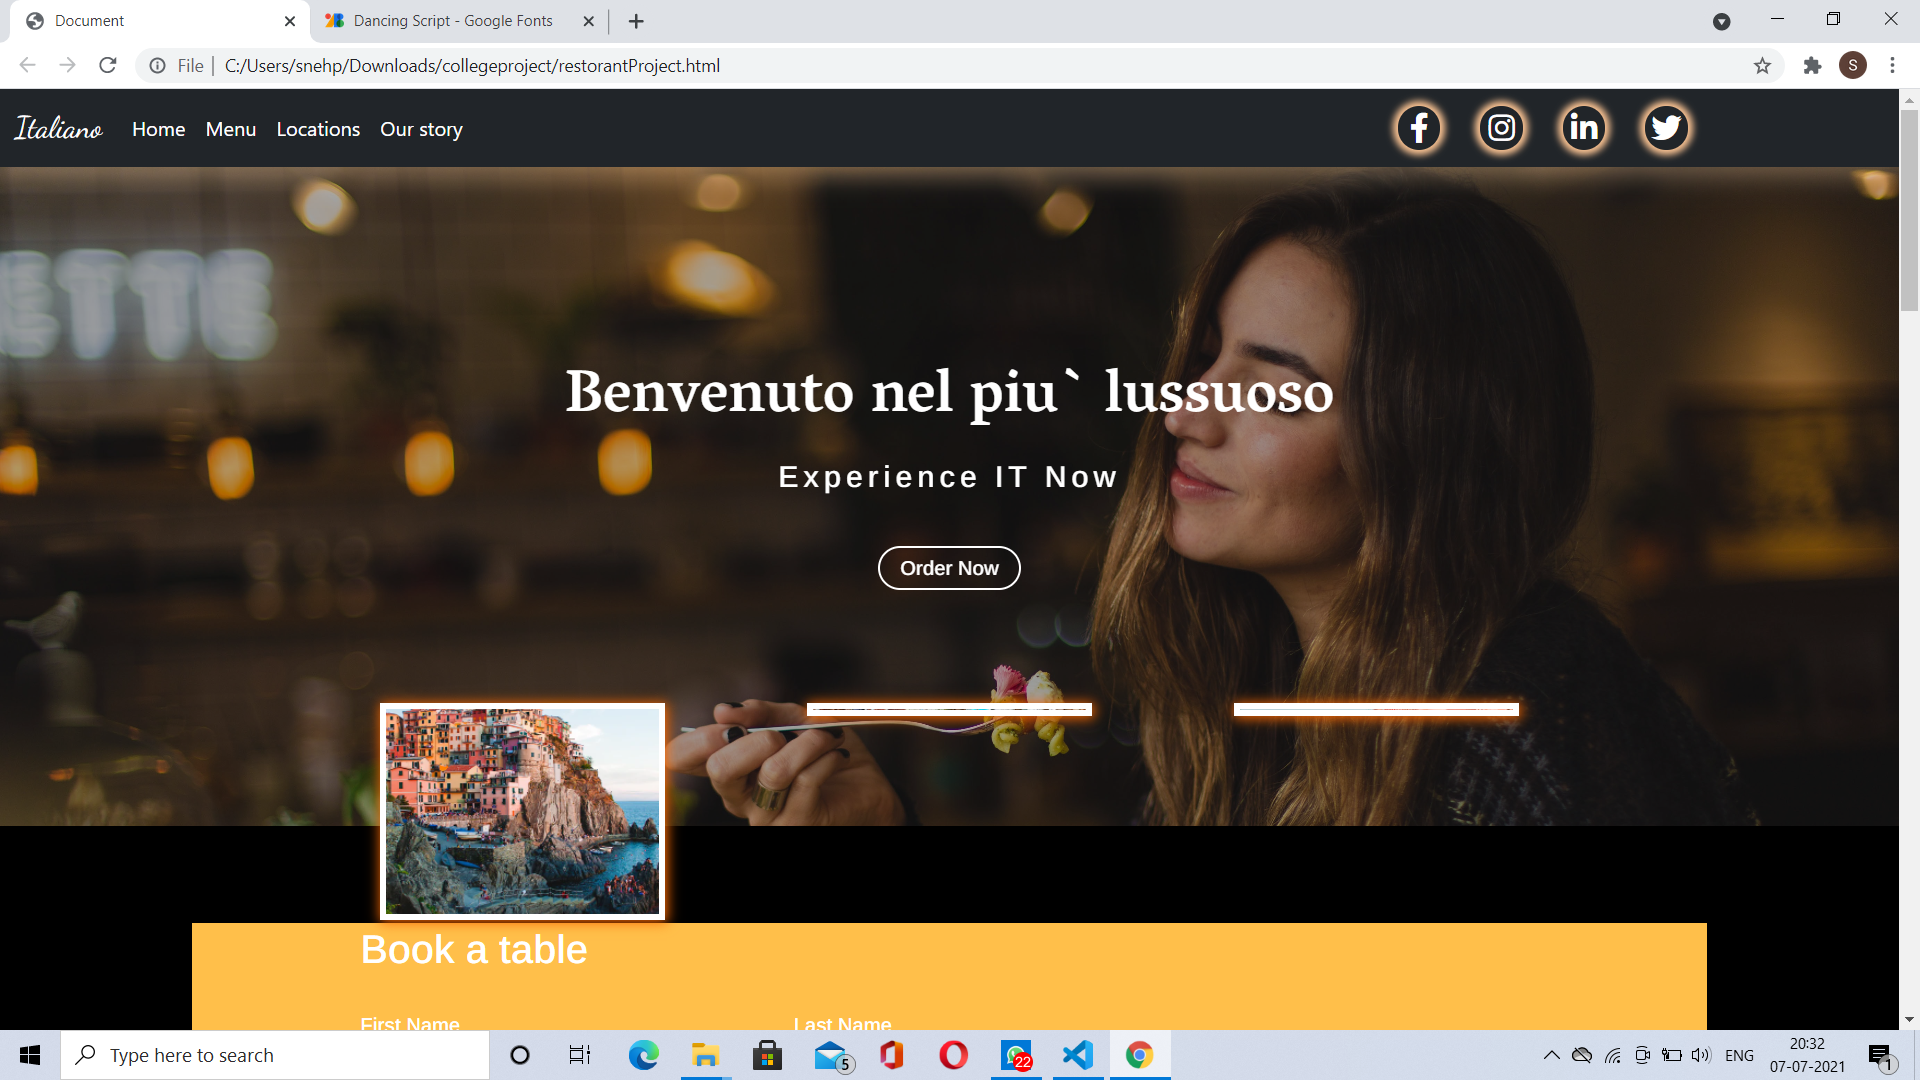 Document
Dancing Script - Google Fonts
File
C:/Users/snehp/Downloads/collegeproject/restorantProject.html
S
Italiano
Home Menu Locations Our story
ETTE
Benvenuto nel piu` lussuoso
Experience IT Now
Order Now
Book a table
First Name Last Name
Type here to search
5
22
ENG
20:32
07-07-2021
1